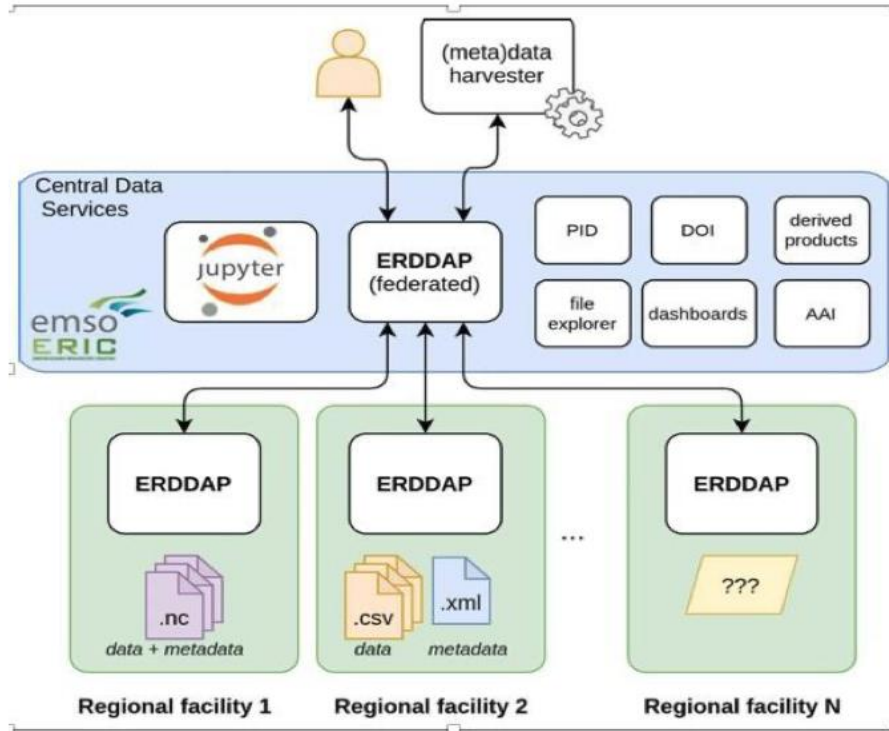 (meta)data
harvester
Central Data
Services
jupyter
ERDDAP
(federated)
PID
DOI
derived
products
file
explorer
dashboards
AAI
emso
ERIC
ERDDAP
ERDDAP
ERDDAP
...
.nc
.csv
.xml
???
data + metadata
data
metadata
Regional facility 1
Regional facility 2
Regional facility N